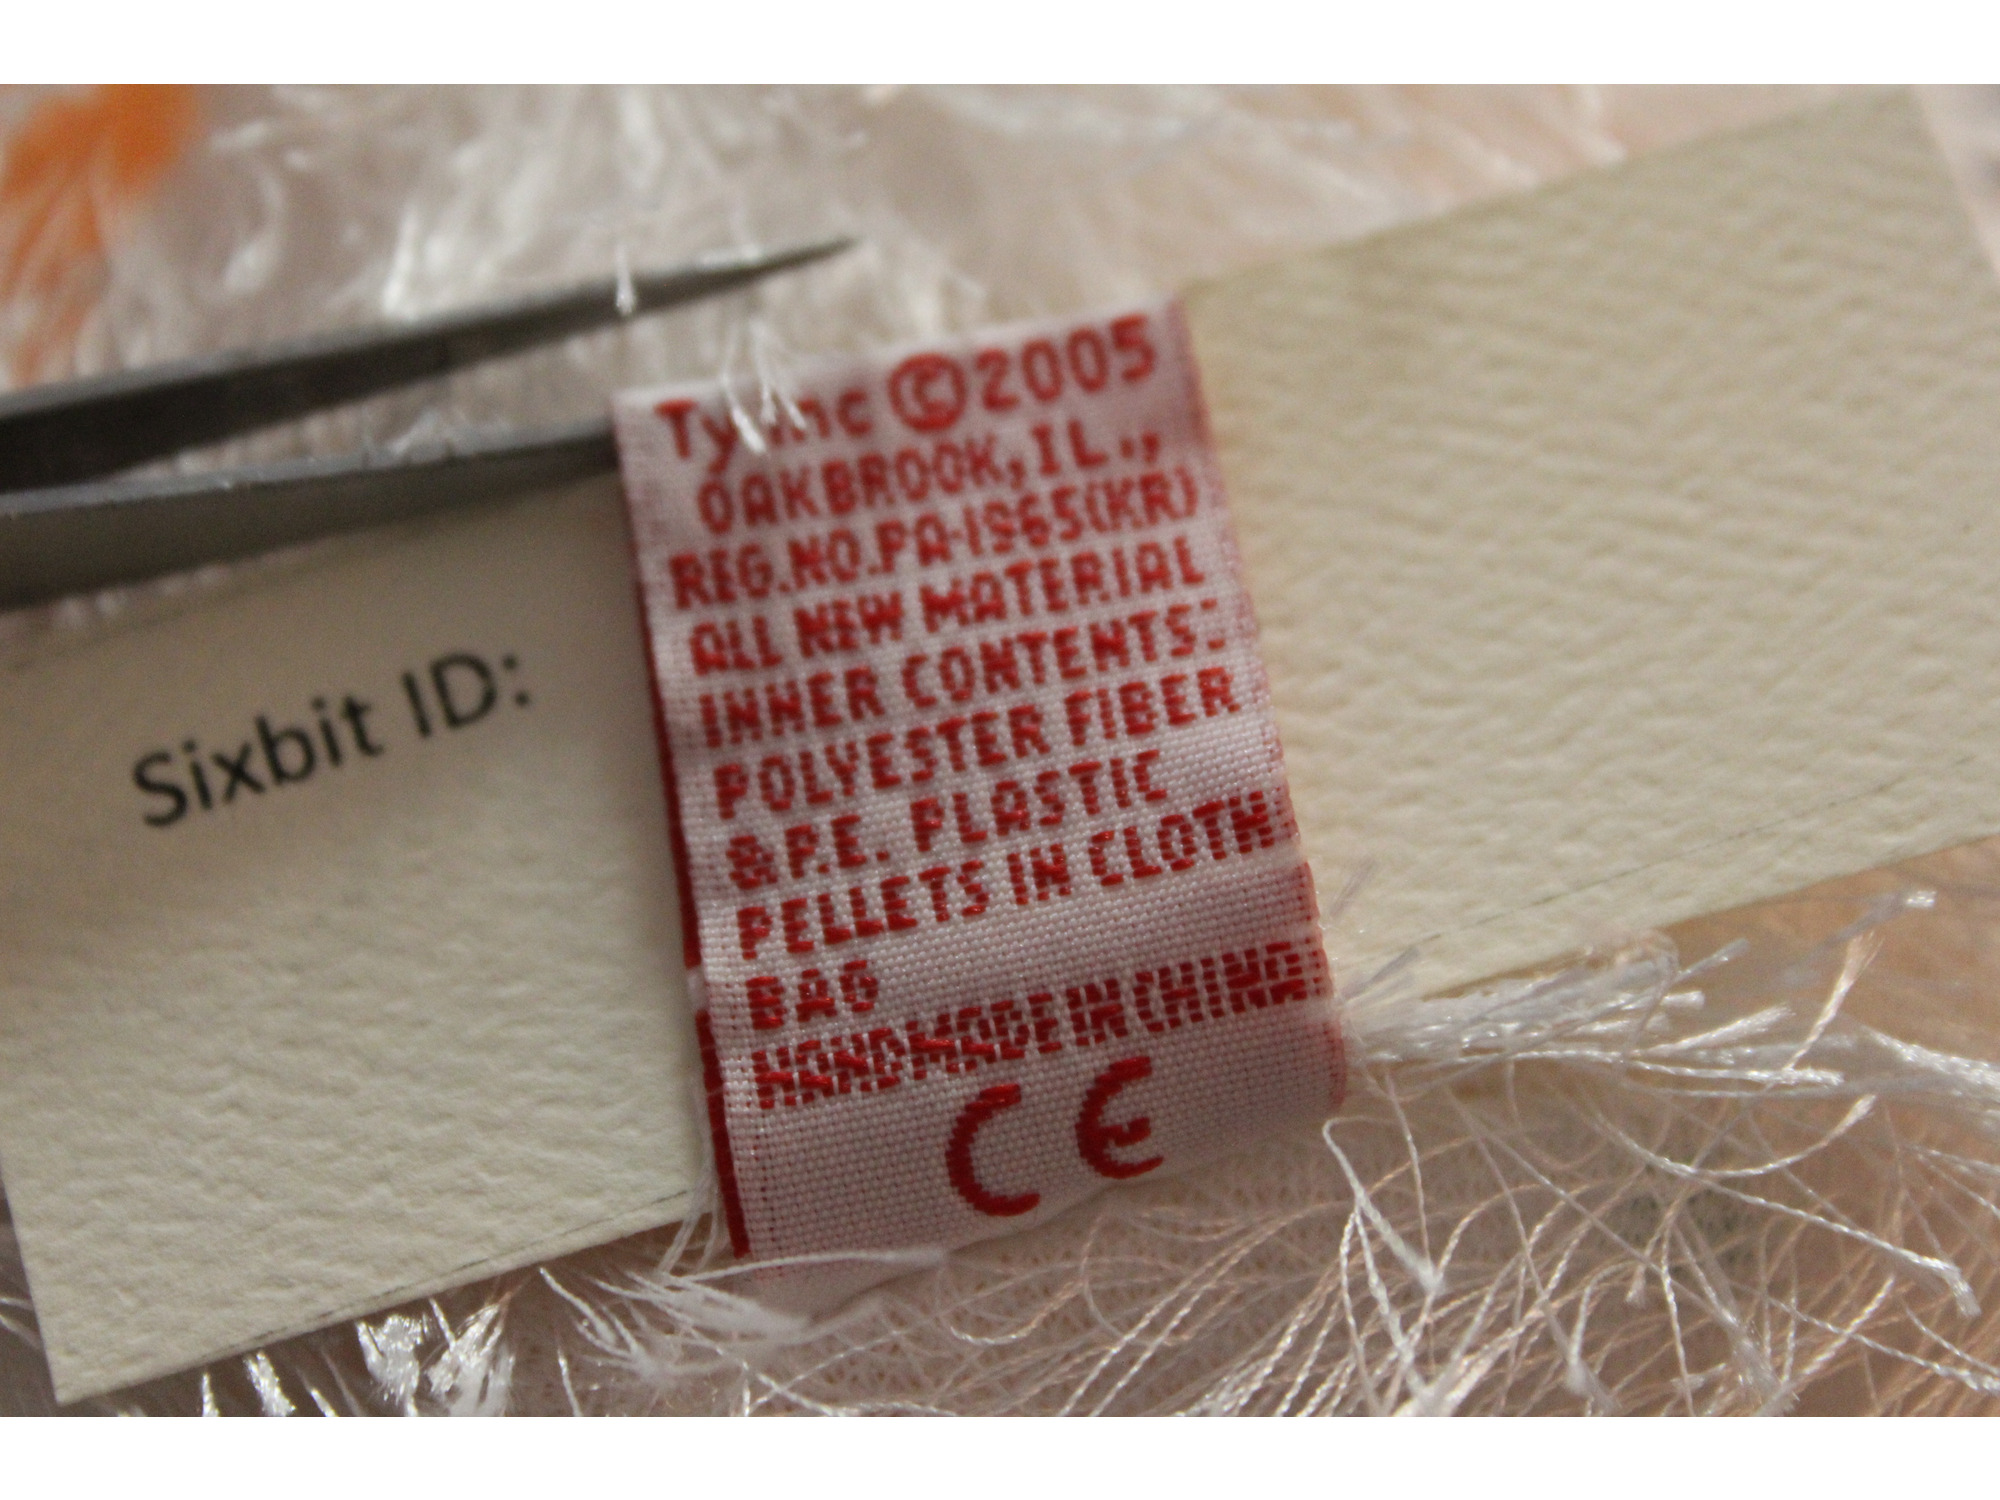 Ty Inc ©2005
OAKBROOK, IL.,
REG.NO.PA-1965(KR)
ALL NEW MATERIAL
INNER CONTENTS:
POLYESTER FIBER
&P.E. PLASTIC
PELLETS IN CLOTH
BAG
HANDMADE IN CHINA
CE
Sixbit ID: